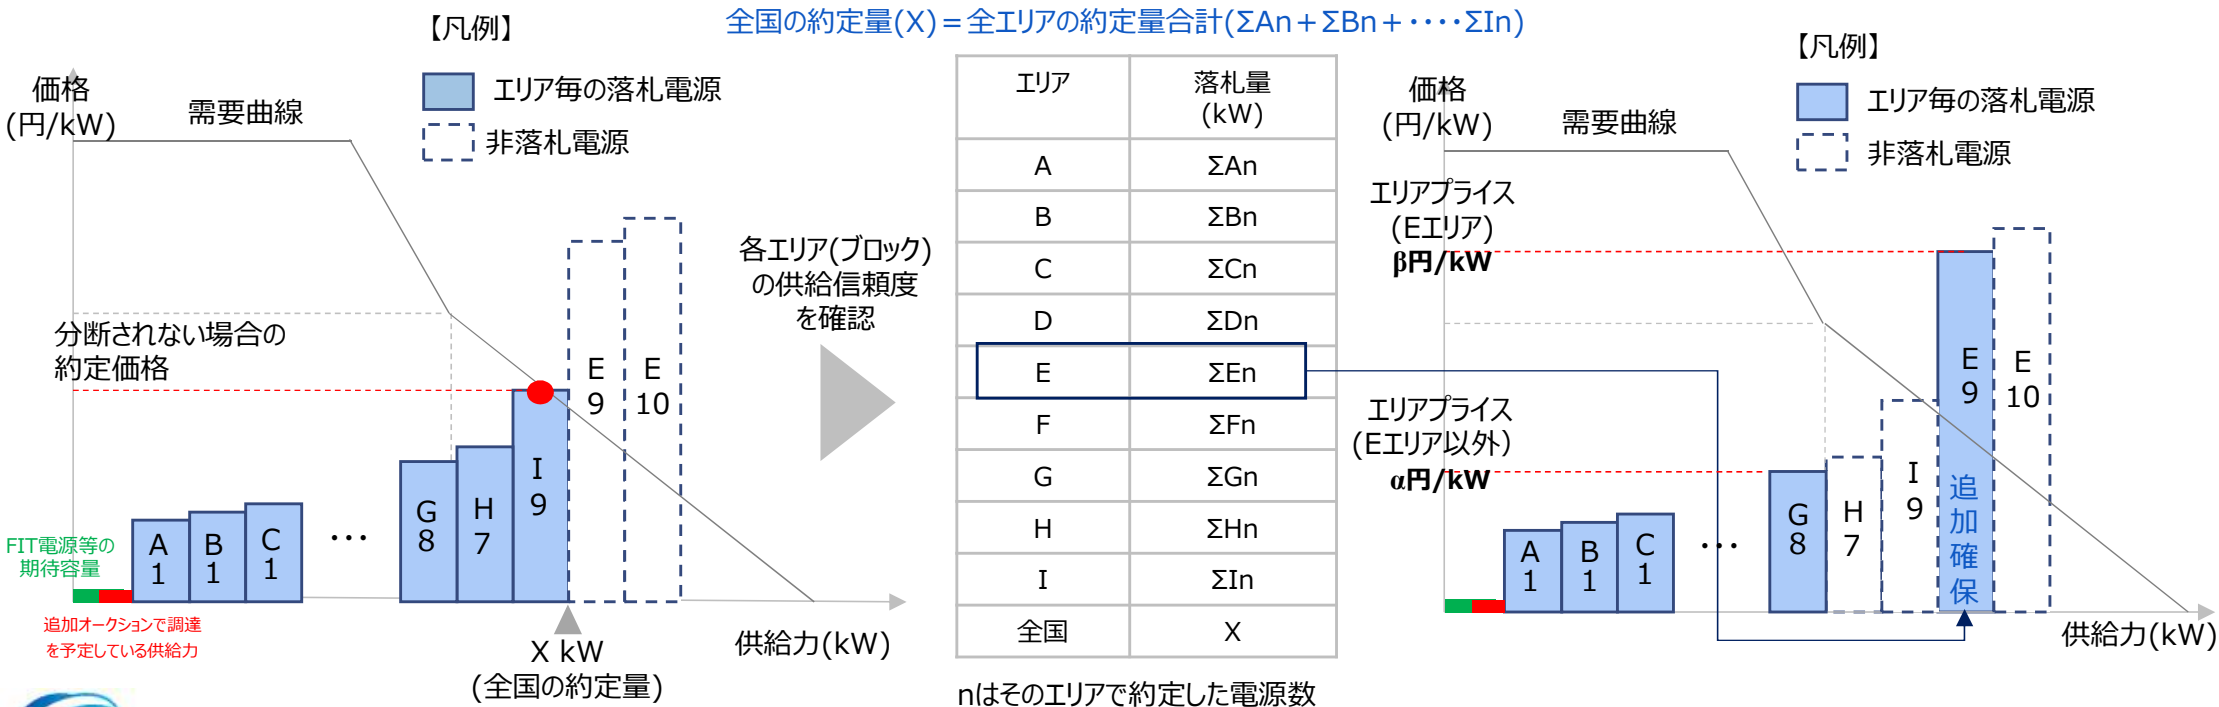 全国の約定量(X)＝全エリアの約定量合計(ΣAn＋ΣBn＋‥‥ΣIn)
【凡例】
エリア毎の落札電源
非落札電源
価格
(円/kW)
需要曲線
分断されない場合の
約定価格
FIT電源等の
期待容量
追加オークションで調達
を予定している供給力
A
1
B
1
C
1
…
G
8
H
7
I
9
E
9
E
10
X kW
(全国の約定量)
供給力(kW)
各エリア(ブロック)
の供給信頼度
を確認
エリア 落札量
(kW)
A ΣAn
B ΣBn
C ΣCn
D ΣDn
E ΣEn
F ΣFn
G ΣGn
H ΣHn
I ΣIn
全国 X
nはそのエリアで約定した電源数
【凡例】
エリア毎の落札電源
非落札電源
価格
(円/kW)
需要曲線
エリアプライス
(Eエリア)
β円/kW
エリアプライス
(Eエリア以外)
α円/kW
A
1
B
1
C
1
…
G
8
H
7
I
9
E
9
追加確保
E
10
供給力(kW)